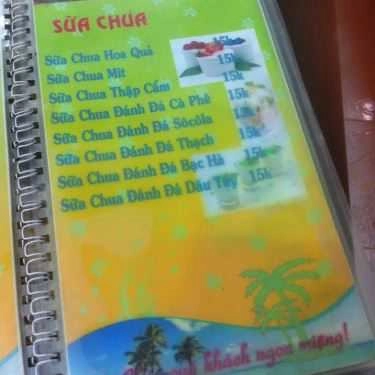 SỮA CHUA
Sữa Chua Hoa Quả 15k
Sữa Chua Mít 15k
Sữa Chua Thập Cẩm 15k
Sữa Chua Đánh Đá Cà Phê 15k
Sữa Chua Đánh Đá Sôcôla 15k
Sữa Chua Đánh Đá Thạch 15k
Sữa Chua Đánh Đá Bạc Hà 15k
Sữa Chua Đánh Đá Dâu Tây 15k
khách ngon miệng!